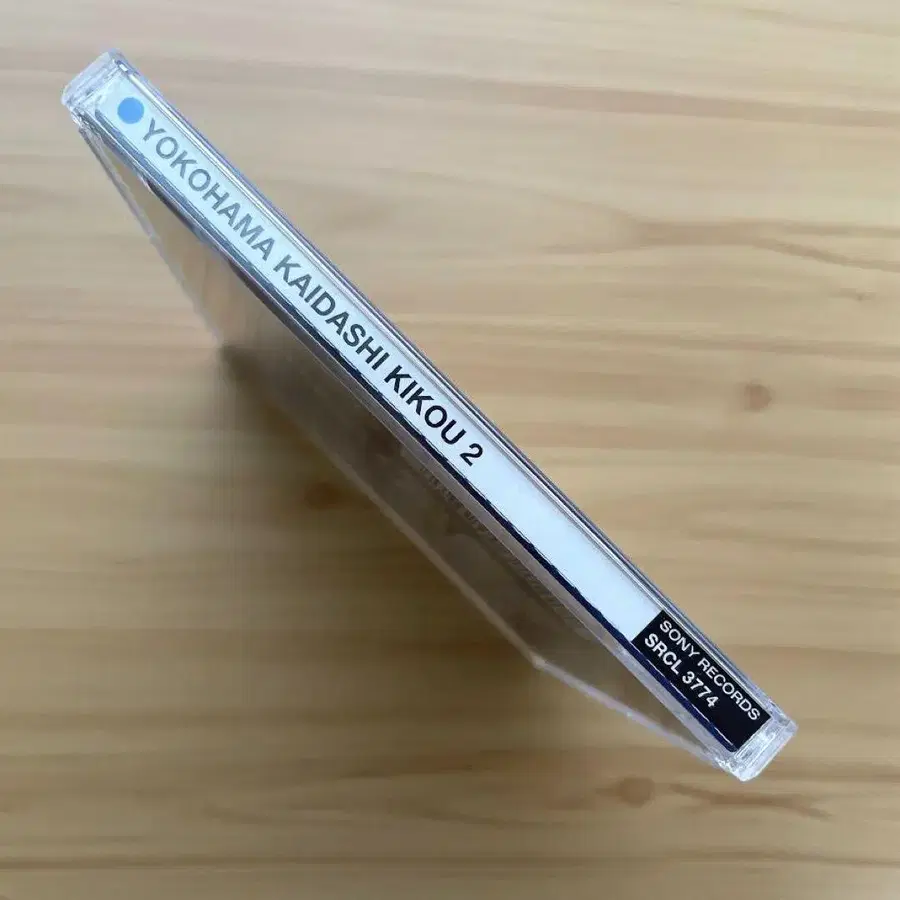 YOKOHAMA KAIDASHI KIKOU 2
SONY RECORDS
SRCL 3774